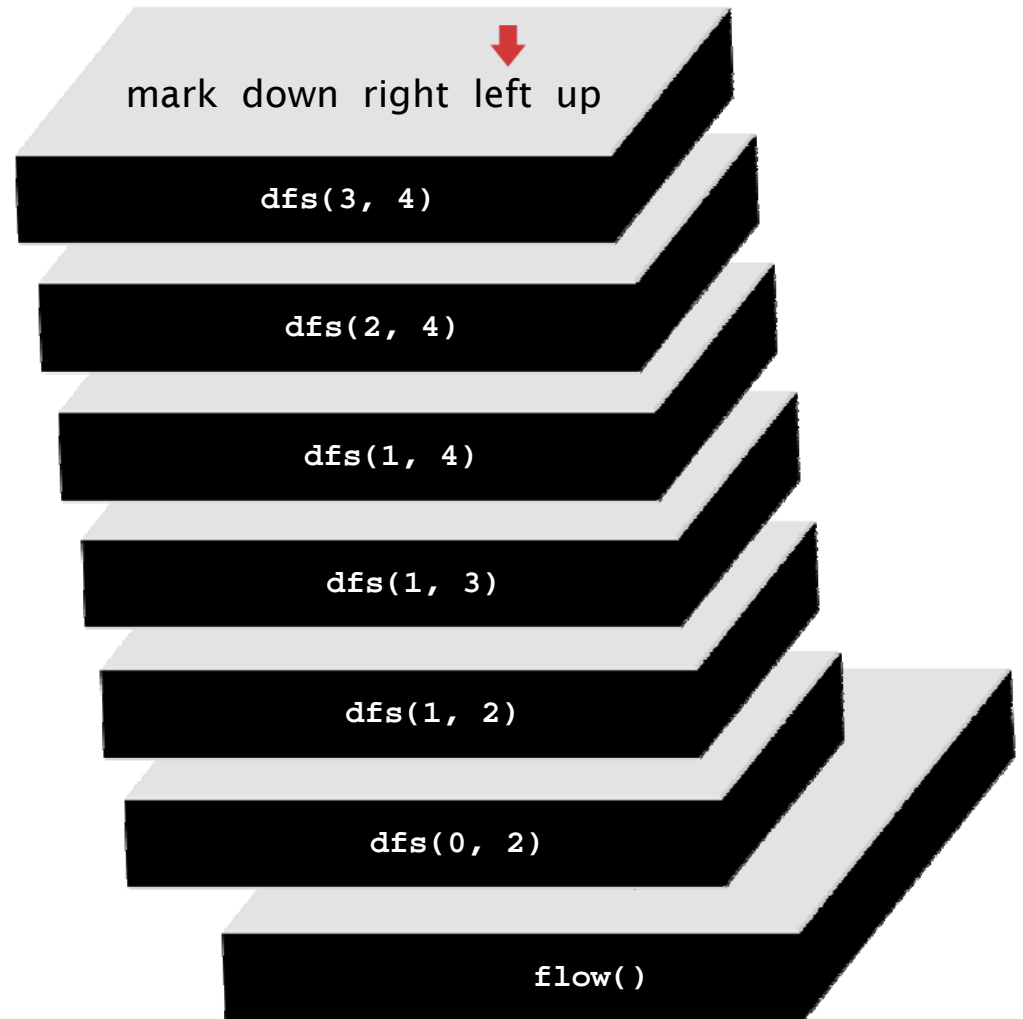 mark down right left up
dfs(3, 4)
dfs(2, 4)
dfs(1, 4)
dfs(1, 3)
dfs(1, 2)
dfs(0, 2)
flow()